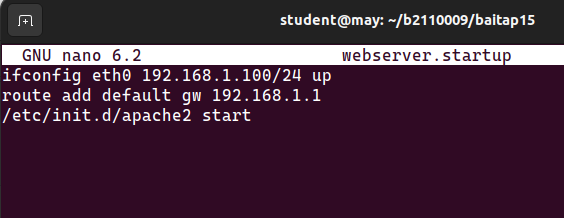 student@may: ~/b2110009/baitap15
GNU nano 6.2 webserver.startup
ifconfig eth0 192.168.1.100/24 up
route add default gw 192.168.1.1
/etc/init.d/apache2 start